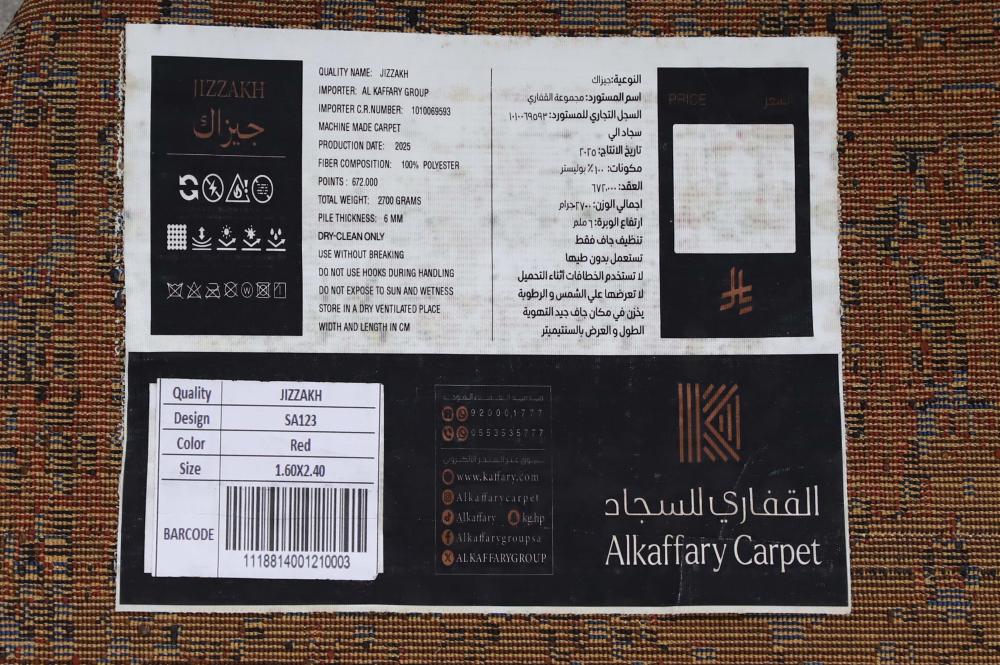 JIZZAKH
جيزاك
QUALITY NAME: JIZZAKH
IMPORTER: AL KAFFARY GROUP
IMPORTER C.R.NUMBER: 1010069593
MACHINE MADE CARPET
PRODUCTION DATE: 2025
FIBER COMPOSITION: 100% POLYESTER
POINTS : 672.000
TOTAL WEIGHT: 2700 GRAMS
PILE THICKNESS: 6 MM
DRY-CLEAN ONLY
USE WITHOUT BREAKING
DO NOT USE HOOKS DURING HANDLING
DO NOT EXPOSE TO SUN AND WETNESS
STORE IN A DRY VENTILATED PLACE
WIDTH AND LENGTH IN CM
النوعية:جيزاك
اسم المستورد: مجموعة القفاري
السجل التجاري للمستورد: ١٠١٠٠٦٩٥٩٣
سجاد الي
تاريخ الانتاج: ٢٠٢٥
مكونات: ١٠٠٪ بوليستر
العقد: ٦٧٢,٠٠٠
اجمالي الوزن: ٢٧٠٠جرام
ارتفاع الوبرة: ٦ ملم
تنظيف جاف فقط
تستعمل بدون طيها
لا تستخدم الخطافات أثناء التحميل
لا تعرضها علي الشمس و الرطوبة
يخزن في مكان جاف جيد التهوية
الطول و العرض بالسنتيميتر
PRICE السعر
Quality JIZZAKH
Design SA123
Color Red
Size 1.60X2.40
BARCODE
1118814001210003
920001777
0553535777
www.kaffary.com
Alkaffarycarpet
Alkaffary kg.hp
Alkaffarygroupsa
ALKAFFARYGROUP
القفاري للسجاد
Alkaffary Carpet